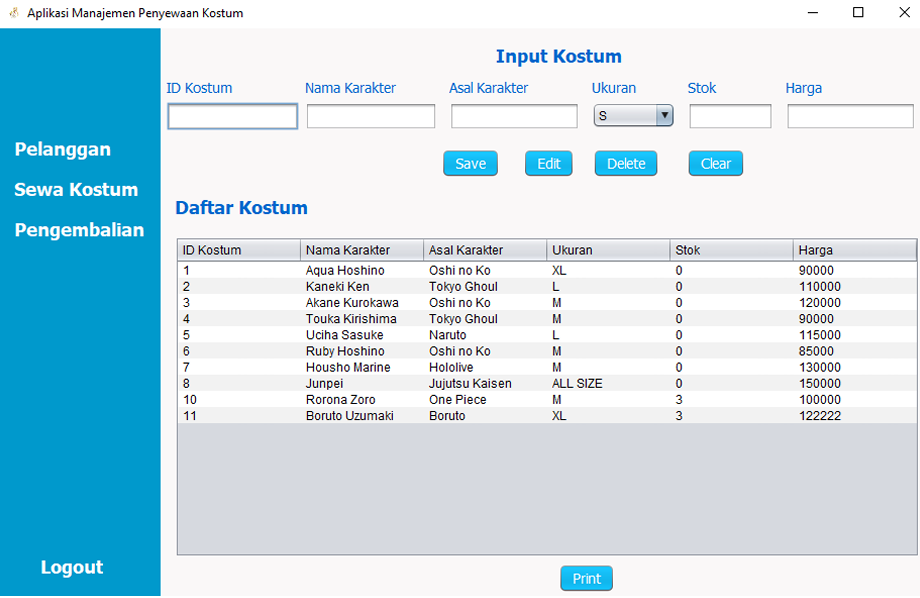 Aplikasi Manajemen Penyewaan Kostum
Input Kostum
ID Kostum Nama Karakter Asal Karakter Ukuran Stok Harga
S
Save Edit Delete Clear
Pelanggan
Sewa Kostum
Pengembalian
Daftar Kostum
ID Kostum Nama Karakter Asal Karakter Ukuran Stok Harga
1 Aqua Hoshino Oshi no Ko XL 0 90000
2 Kaneki Ken Tokyo Ghoul L 0 110000
3 Akane Kurokawa Oshi no Ko M 0 120000
4 Touka Kirishima Tokyo Ghoul M 0 90000
5 Uciha Sasuke Naruto L 0 115000
6 Ruby Hoshino Oshi no Ko M 0 85000
7 Housho Marine Hololive M 0 130000
8 Junpei Jujutsu Kaisen ALL SIZE 0 150000
10 Rorona Zoro One Piece M 3 100000
11 Boruto Uzumaki Boruto XL 3 122222
Logout
Print